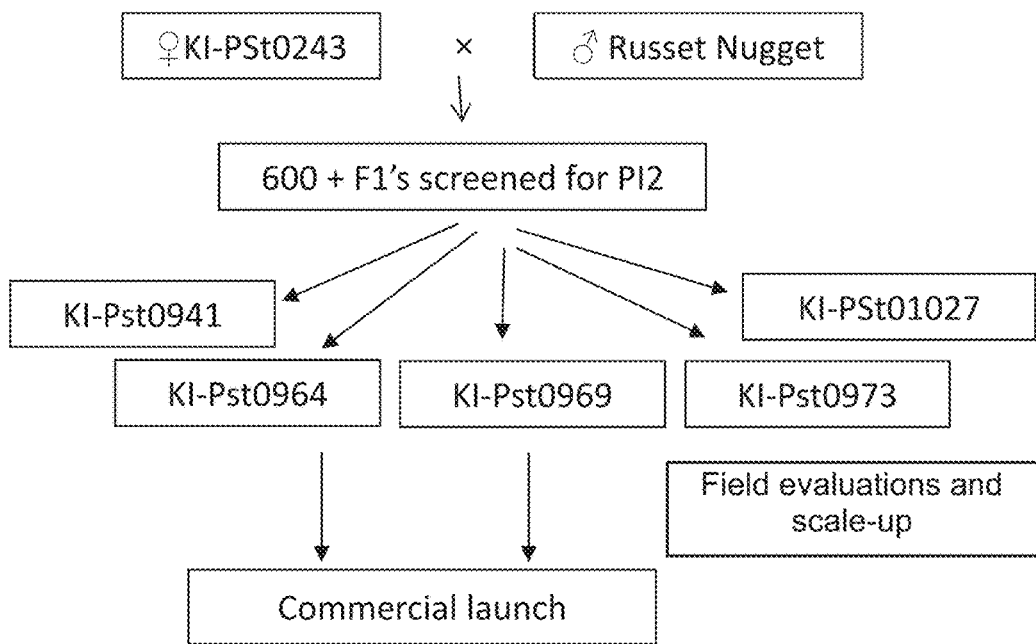 ♀KI-PSt0243 × ♂ Russet Nugget
600 + F1's screened for PI2
KI-Pst0941
KI-PSt01027
KI-Pst0964
KI-Pst0969
KI-Pst0973
Field evaluations and
scale-up
Commercial launch